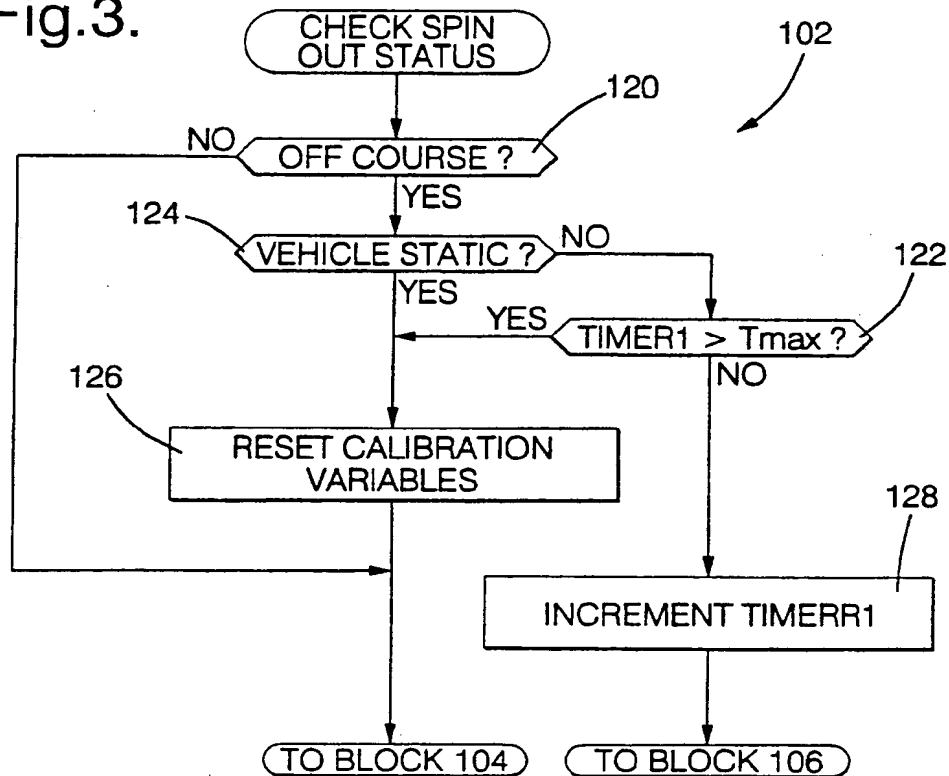 Fig.3.
CHECK SPIN
OUT STATUS
102
120
NO
OFF COURSE ?
YES
124
VEHICLE STATIC ?
NO
122
YES
YES
TIMER1 > Tmax ?
NO
126
RESET CALIBRATION
VARIABLES
128
INCREMENT TIMERR1
TO BLOCK 104
TO BLOCK 106